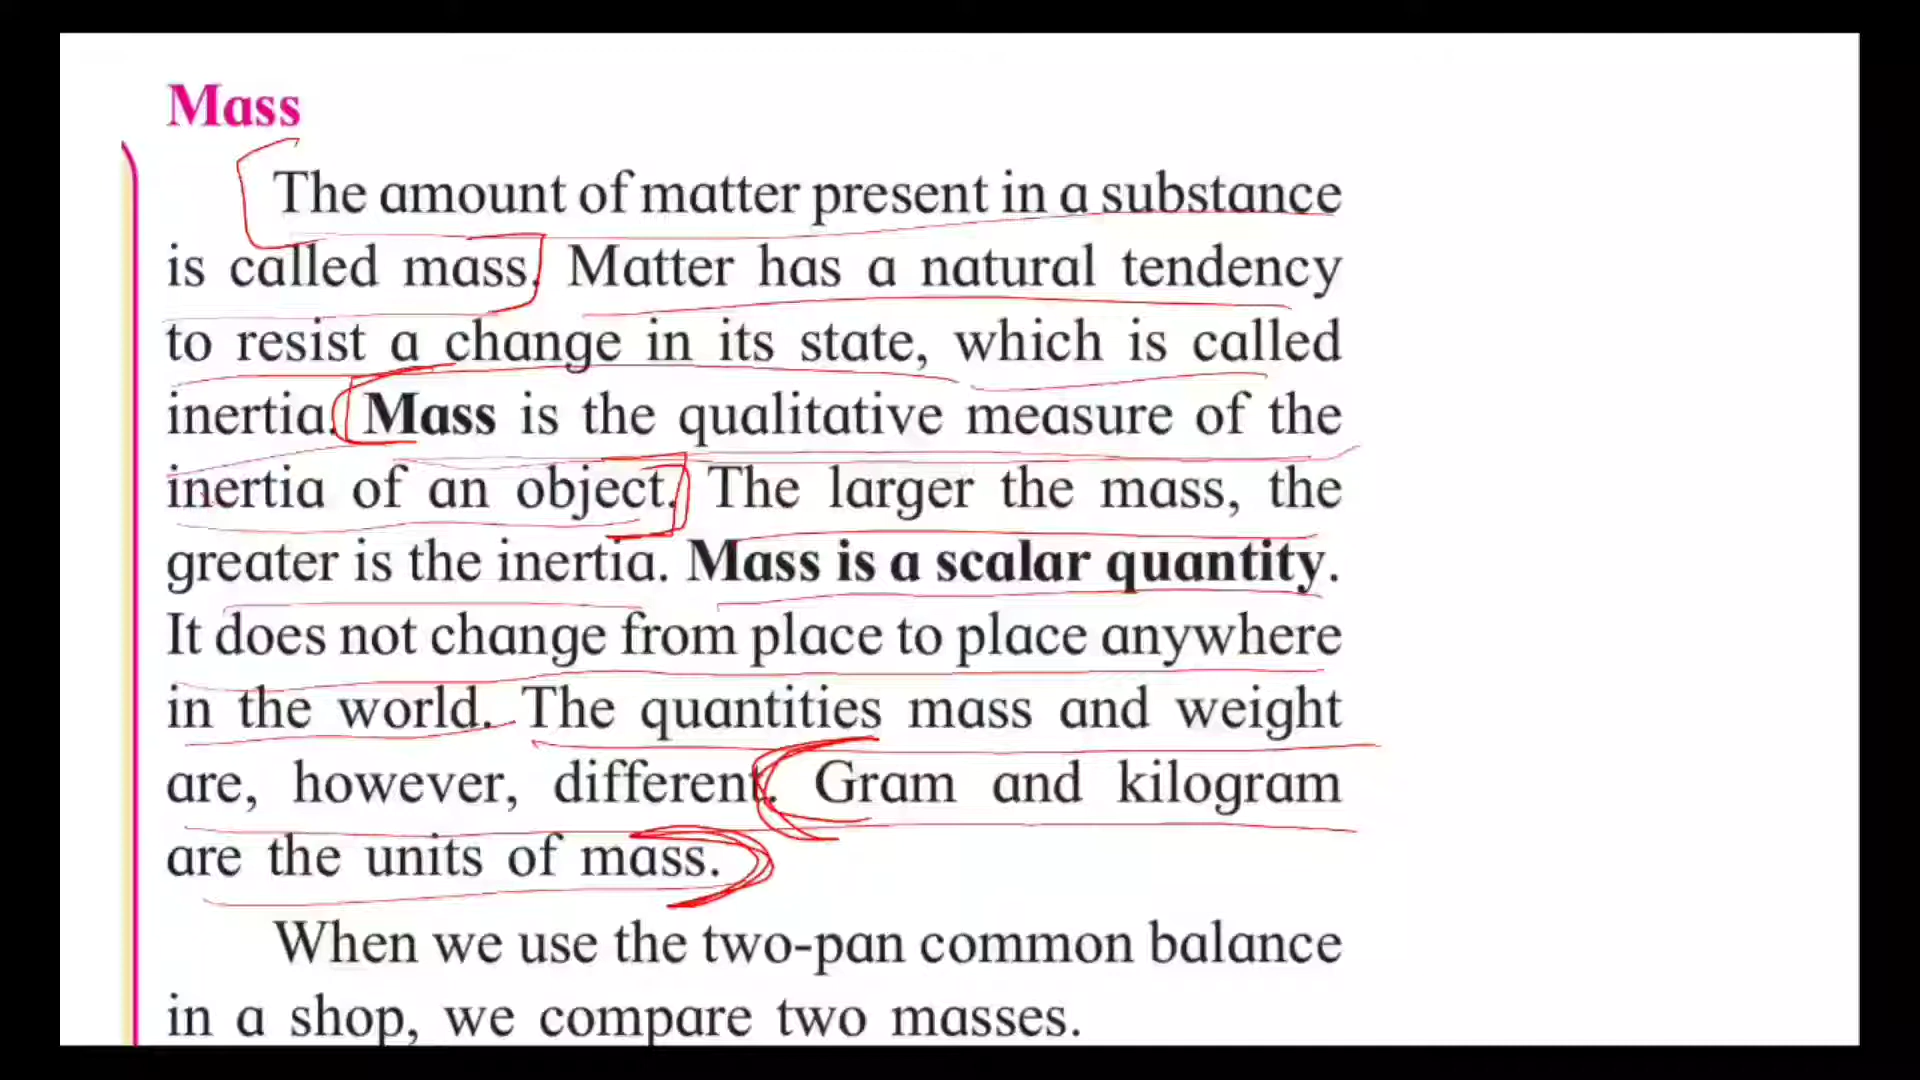 Mass
The amount of matter present in a substance
is called mass. Matter has a natural tendency
to resist a change in its state, which is called
inertia. Mass is the qualitative measure of the
inertia of an object. The larger the mass, the
greater is the inertia. Mass is a scalar quantity.
It does not change from place to place anywhere
in the world. The quantities mass and weight
are, however, different. Gram and kilogram
are the units of mass.
When we use the two-pan common balance
in a shop, we compare two masses.